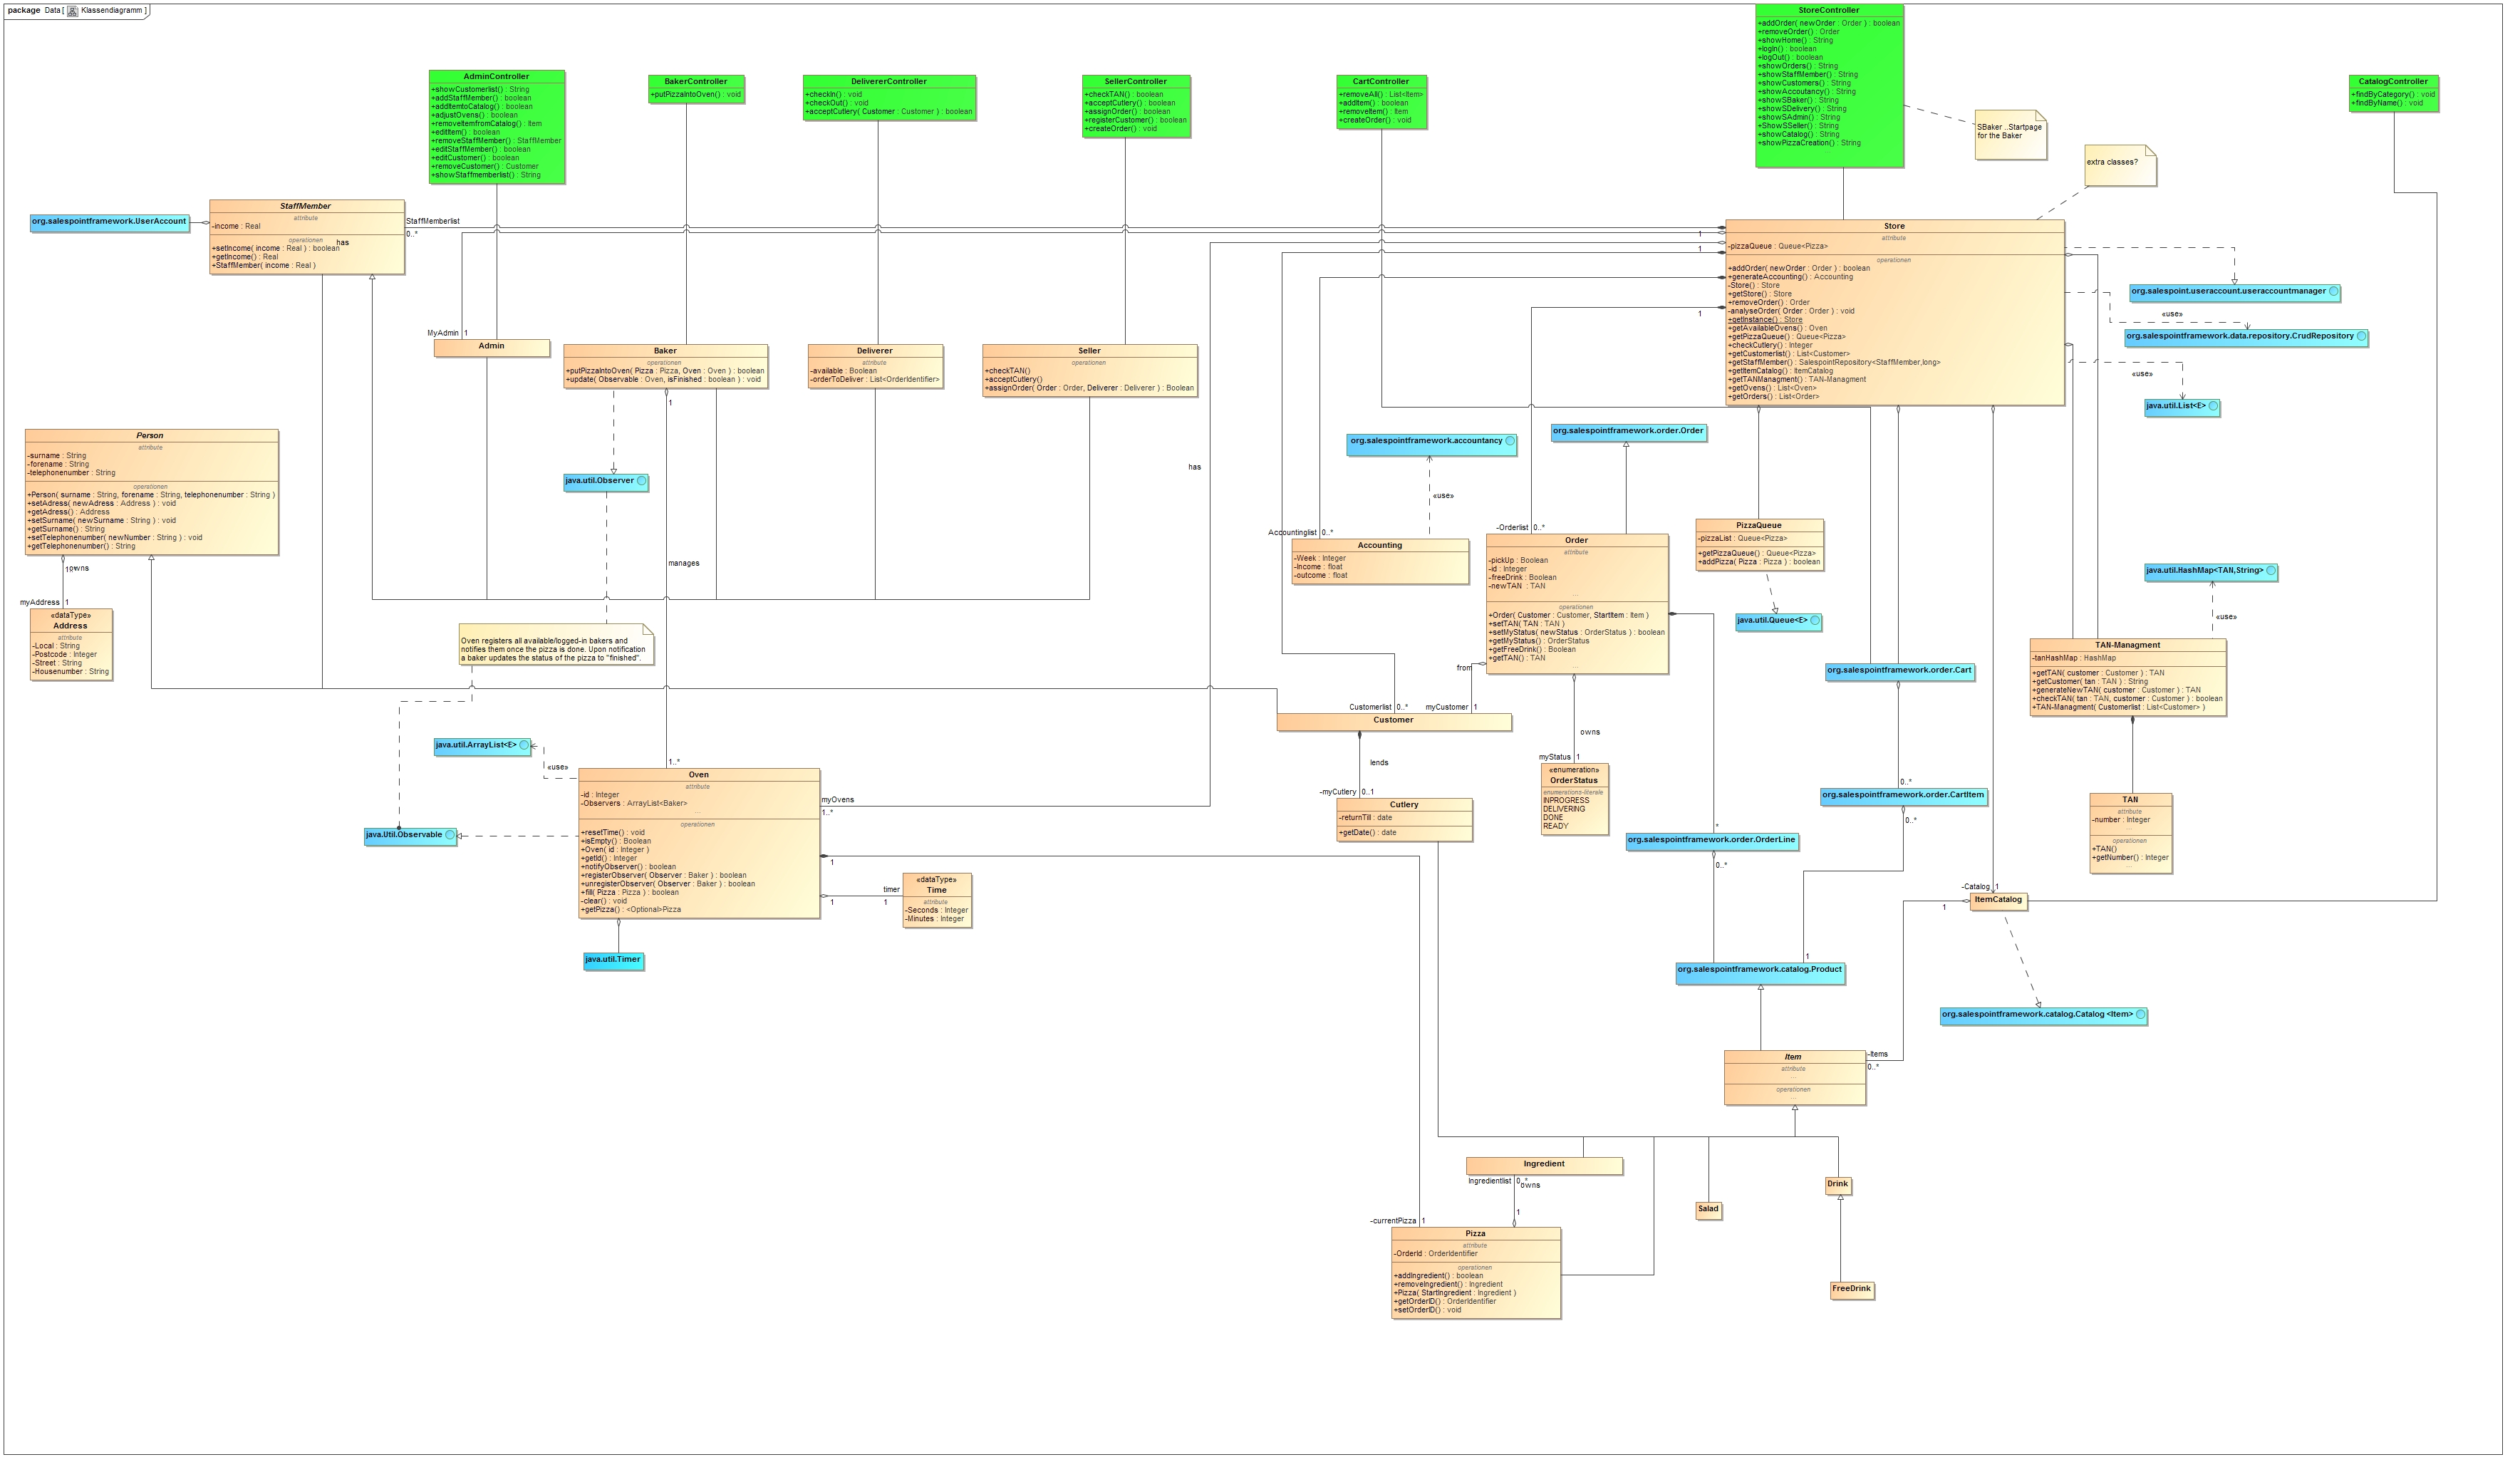 package Data [ Klassendiagramm ]
StoreController
+addOrder( newOrder : Order ) : boolean
+removeOrder() : Order
+showHome() : String
+logIn() : boolean
+logOut() : boolean
+showOrders() : String
+showStaffMember() : String
+showCustomers() : String
+showAccoutancy() : String
+showSBaker() : String
+showSDelivery() : String
+showSAdmin() : String
+ShowSSeller() : String
+showCatalog() : String
+showPizzaCreation() : String
AdminController
+showCustomerlist() : String
+addStaffMember() : boolean
+addItemtoCatalog() : boolean
+adjustOvens() : boolean
+removeItemfromCatalog() : Item
+editItem() : boolean
+removeStaffMember() : StaffMember
+editStaffMember() : boolean
+editCustomer() : boolean
+removeCustomer() : Customer
+showStaffmemberlist() : String
BakerController
+putPizzaIntoOven() : void
DelivererController
+checkIn() : void
+checkOut() : void
+acceptCutlery( Customer : Customer ) : boolean
SellerController
+checkTAN() : boolean
+acceptCutlery() : boolean
+assignOrder() : boolean
+registerCustomer() : boolean
+createOrder() : void
CartController
+removeAll() : List<Item>
+addItem() : boolean
+removeItem() : Item
+createOrder() : void
CatalogController
+findByCategory() : void
+findByName() : void
SBaker ..Startpage
for the Baker
extra classes?
org.salespointframework.UserAccount
StaffMember
attribute
-income : Real
operationen
+setIncome( income : Real ) : boolean
+getIncome() : Real
+StaffMember( income : Real )
has
StaffMemberlist
0..*
1
1
1
Store
attribute
-pizzaQueue : Queue<Pizza>
operationen
+addOrder( newOrder : Order ) : boolean
+generateAccounting() : Accounting
-Store() : Store
+getStore() : Store
+removeOrder() : Order
-analyseOrder( Order : Order ) : void
+getInstance() : Store
+getAvailableOvens() : Oven
+getPizzaQueue() : Queue<Pizza>
+checkCutlery() : Integer
+getCustomerlist() : List<Customer>
+getStaffMember() : SalespointRepository<StaffMember,long>
+getItemCatalog() : ItemCatalog
+getTANManagment() : TAN-Managment
+getOvens() : List<Oven>
+getOrders() : List<Order>
org.salespoint.useraccount.useraccountmanager
«use»
org.salespointframework.data.repository.CrudRepository
«use»
java.util.List<E>
MyAdmin
1
Admin
Baker
operationen
+putPizzaIntoOven( Pizza : Pizza, Oven : Oven ) : boolean
+update( Observable : Oven, isFinished : boolean ) : void
1
Deliverer
attribute
-available : Boolean
-orderToDeliver : List<OrderIdentifier>
Seller
operationen
+checkTAN()
+acceptCutlery()
+assignOrder( Order : Order, Deliverer : Deliverer ) : Boolean
Person
attribute
-surname : String
-forename : String
-telephonenumber : String
operationen
+Person( surname : String, forename : String, telephonenumber : String )
+setAdress( newAdress : Address ) : void
+getAdress() : Address
+setSurname( newSurname : String ) : void
+getSurname() : String
+setTelephonenumber( newNumber : String ) : void
+getTelephonenumber() : String
owns
myAddress
1
«dataType»
Address
attribute
-Local : String
-Postcode : Integer
-Street : String
-Housenumber : String
java.util.Observer
manages
has
org.salespointframework.accountancy
«use»
org.salespointframework.order.Order
Accountinglist
0..*
Accounting
-Week : Integer
-Income : float
-outcome : float
-Orderlist
0..*
Order
attribute
-pickUp : Boolean
-id : Integer
-freeDrink : Boolean
-newTAN : TAN
...
operationen
+Order( Customer : Customer, StartItem : Item )
+setTAN( TAN : TAN )
+setMyStatus( newStatus : OrderStatus ) : boolean
+getMyStatus() : OrderStatus
+getFreeDrink() : Boolean
+getTAN() : TAN
...
from
PizzaQueue
-pizzaList : Queue<Pizza>
+getPizzaQueue() : Queue<Pizza>
+addPizza( Pizza : Pizza ) : boolean
java.util.Queue<E>
java.util.HashMap<TAN,String>
«use»
TAN-Managment
-tanHashMap : HashMap
+getTAN( customer : Customer ) : TAN
+getCustomer( tan : TAN ) : String
+generateNewTAN( customer : Customer ) : TAN
+checkTAN( tan : TAN, customer : Customer ) : boolean
+TAN-Managment( Customerlist : List<Customer> )
Oven registers all available/logged-in bakers and
notifies them once the pizza is done. Upon notification
a baker updates the status of the pizza to "finished".
org.salespointframework.order.Cart
Customerlist
0..*
myCustomer
1
Customer
lends
-myCutlery
0..1
Cutlery
-returnTill : date
+getDate() : date
owns
myStatus
1
«enumeration»
OrderStatus
enumerations-literale
INPROGRESS
DELIVERING
DONE
READY
java.util.ArrayList<E>
«use»
1..*
Oven
attribute
-id : Integer
-Observers : ArrayList<Baker>
...
operationen
+resetTime() : void
+isEmpty() : Boolean
+Oven( id : Integer )
+getId() : Integer
+notifyObserver() : boolean
+registerObserver( Observer : Baker ) : boolean
+unregisterObserver( Observer : Baker ) : boolean
+fill( Pizza : Pizza ) : boolean
-clear() : void
+getPizza() : <Optional>Pizza
myOvens
1..*
1
timer
1
1
java.Util.Observable
«dataType»
Time
attribute
-Seconds : Integer
-Minutes : Integer
java.util.Timer
0..*
org.salespointframework.order.CartItem
0..*
*
org.salespointframework.order.OrderLine
0..*
TAN
attribute
-number : Integer
...
operationen
+TAN()
+getNumber() : Integer
...
-Catalog
1
ItemCatalog
1
1
org.salespointframework.catalog.Product
org.salespointframework.catalog.Catalog <Item>
Item
attribute
...
operationen
...
-Items
0..*
Ingredient
Ingredientlist
0..*
owns
1
Drink
Salad
FreeDrink
-currentPizza
1
Pizza
attribute
-OrderId : OrderIdentifier
operationen
+addIngredient() : boolean
+removeIngredient() : Ingredient
+Pizza( StartIngredient : Ingredient )
+getOrderID() : OrderIdentifier
+setOrderID() : void